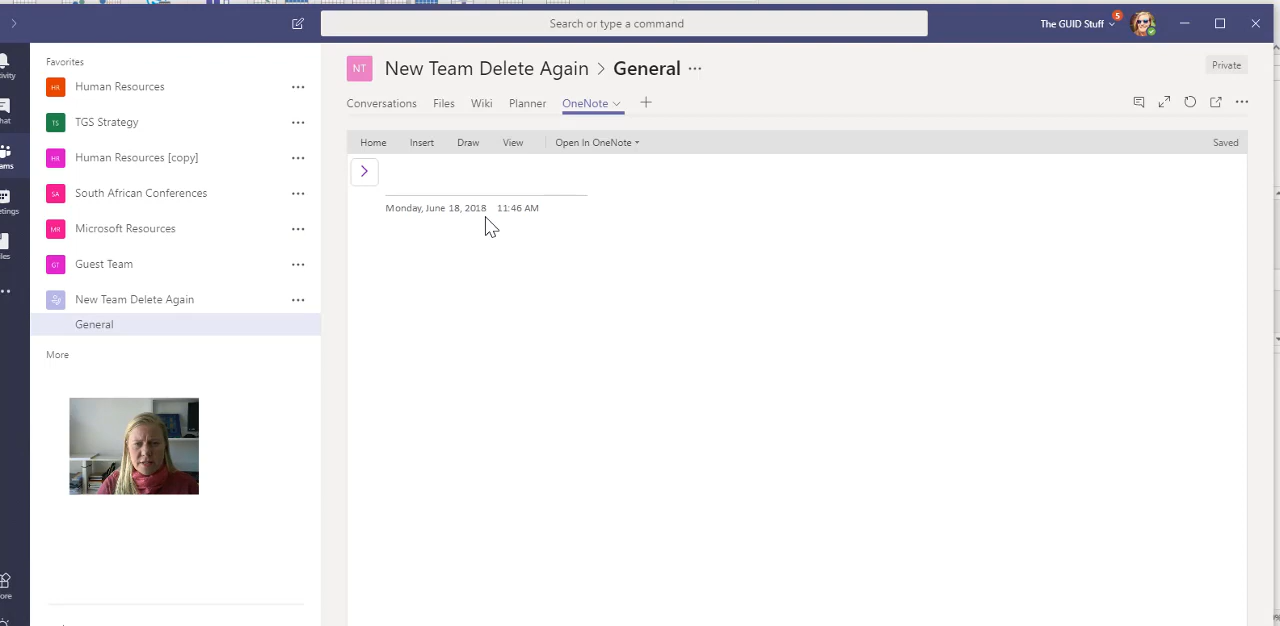 Search or type a command
The GUID Stuff
5
Favorites
HR Human Resources
TS TGS Strategy
HR Human Resources [copy]
SA South African Conferences
MR Microsoft Resources
GT Guest Team
New Team Delete Again
General
More
NT New Team Delete Again > General
Private
Conversations Files Wiki Planner OneNote
Home Insert Draw View Open In OneNote
Saved
Monday, June 18, 2018 11:46 AM